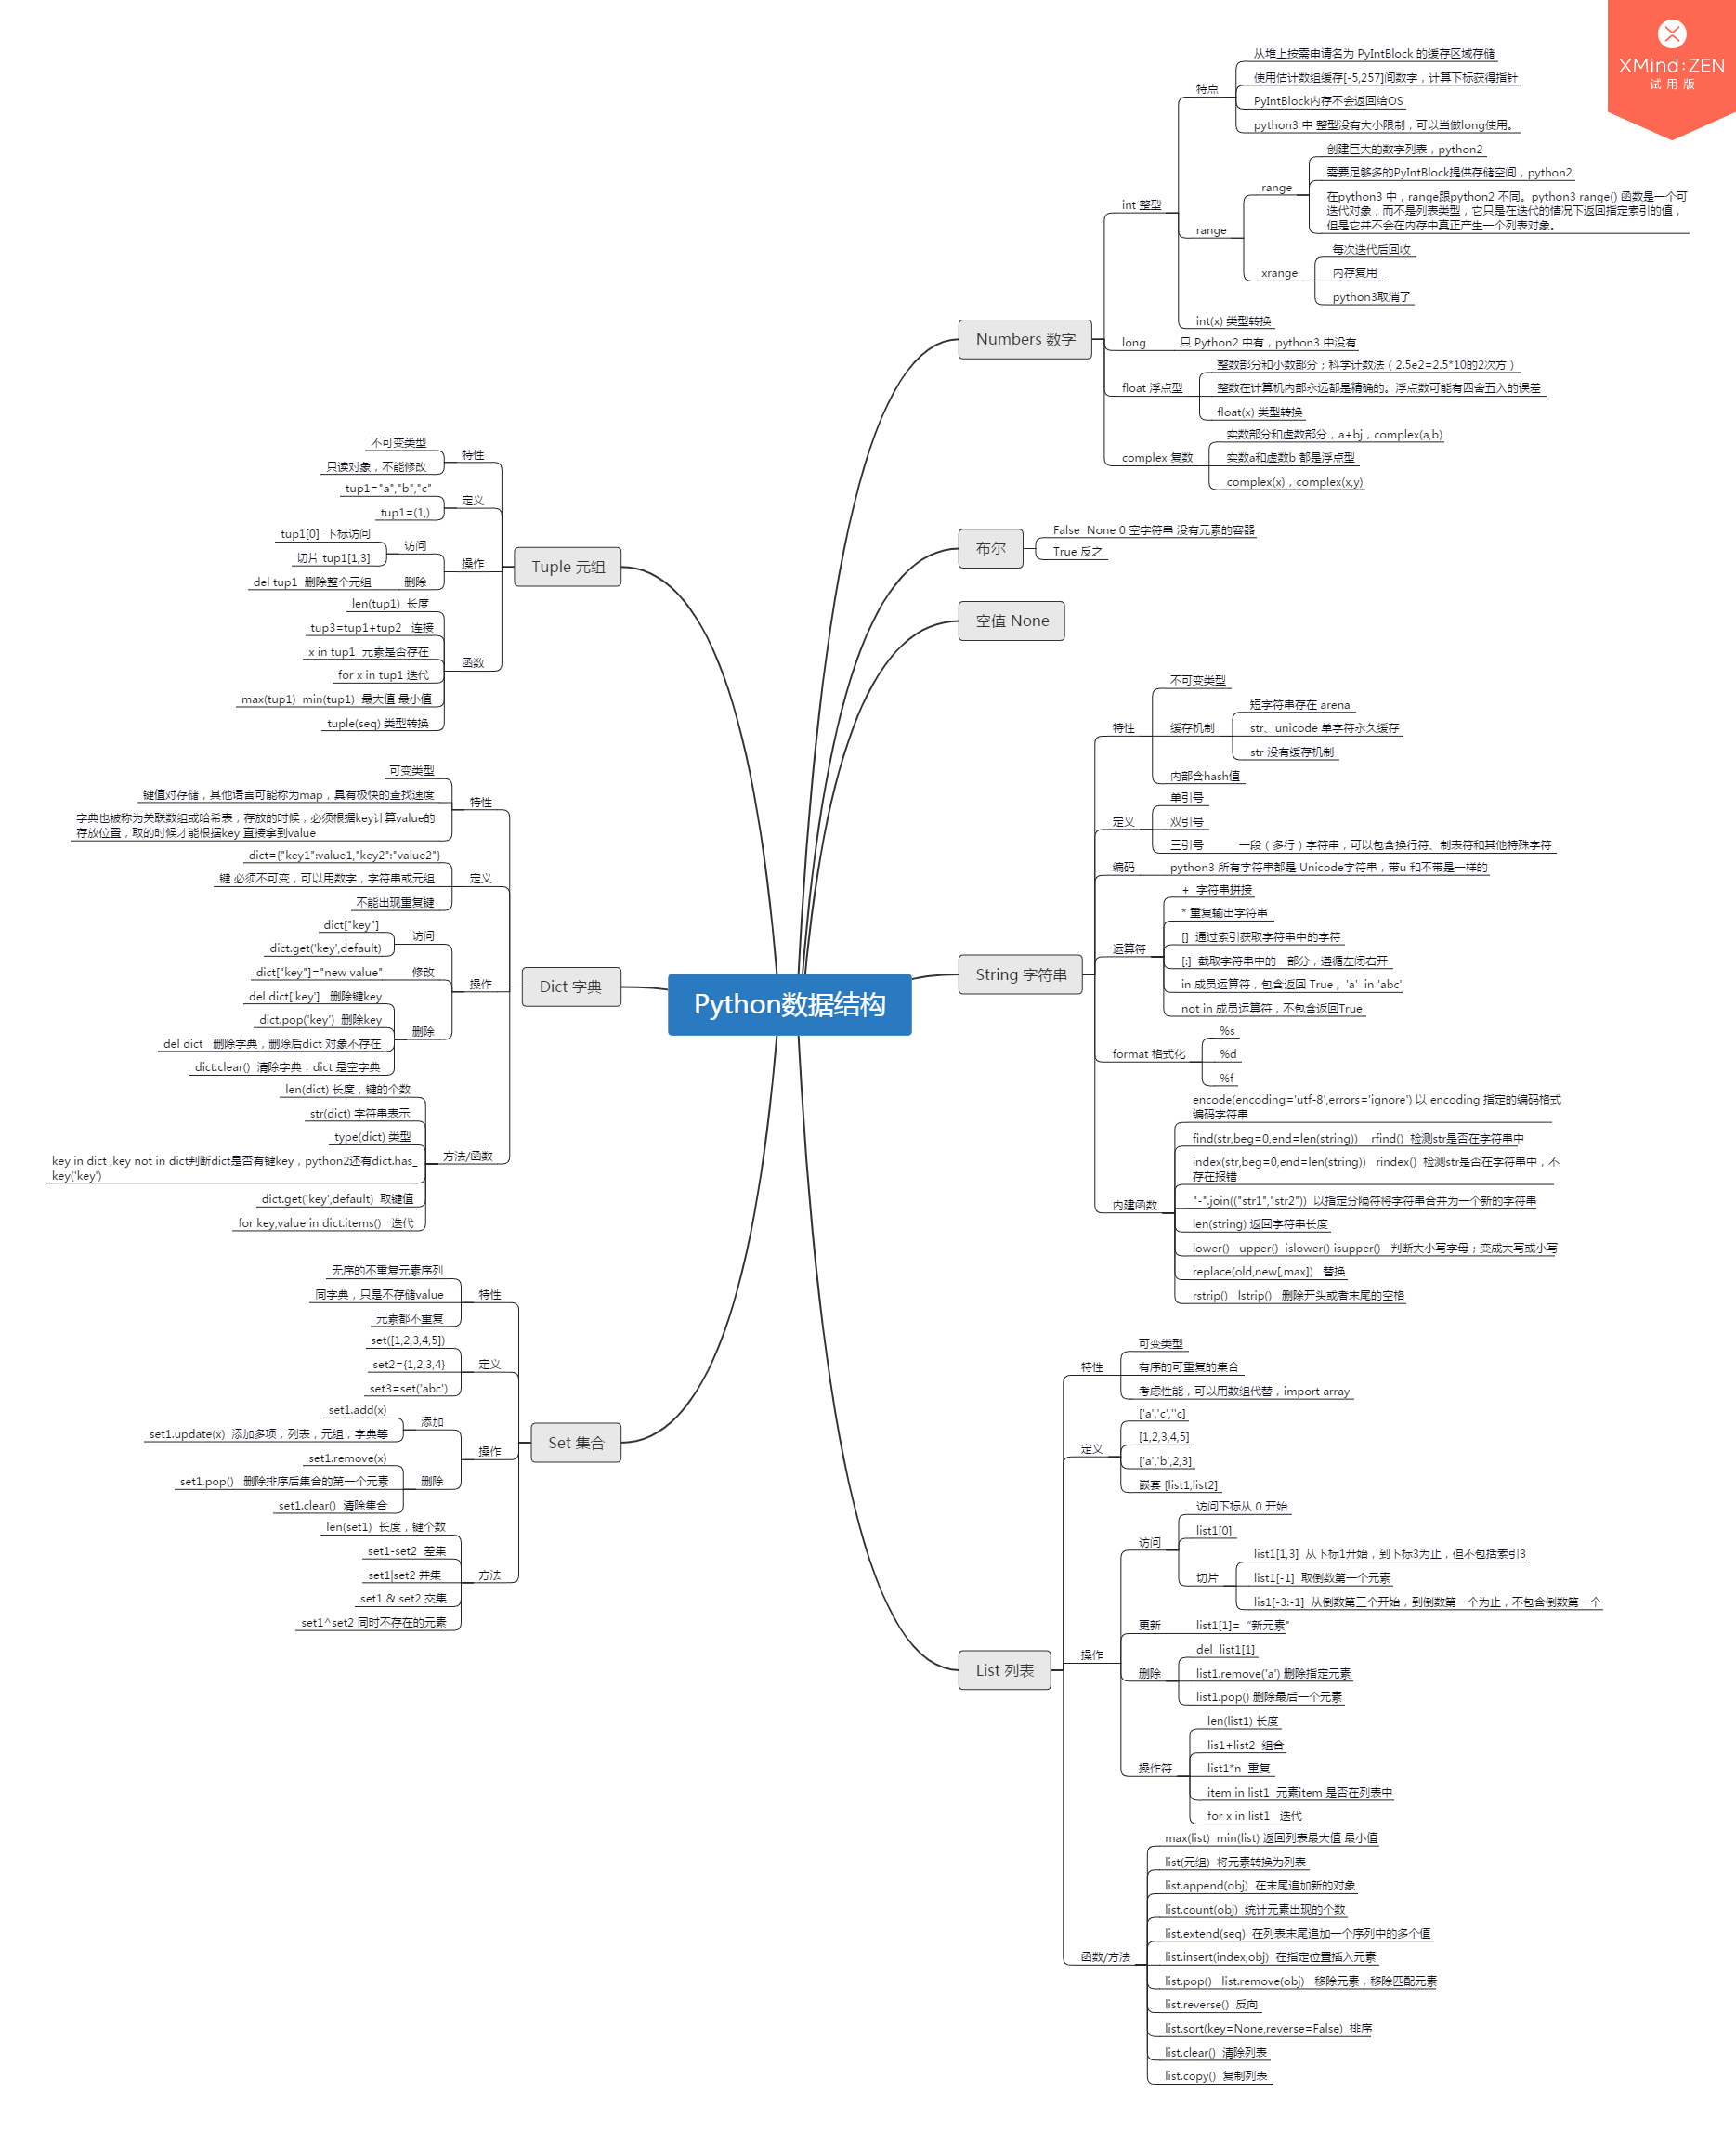 XMind:ZEN
试用版
Python数据结构
Numbers 数字
int 整型
特点
从堆上按需申请名为 PyIntBlock 的缓存区域存储
使用估计数组缓存[-5,257]间数字，计算下标获得指针
PyIntBlock内存不会返回给OS
python3 中 整型没有大小限制，可以当做long使用。
range
range
创建巨大的数字列表，python2
需要足够多的PyIntBlock提供存储空间，python2
在python3 中，range跟python2 不同。python3 range() 函数是一个可
迭代对象，而不是列表类型，它只是在迭代的情况下返回指定索引的值，
但是它并不会在内存中真正产生一个列表对象。
xrange
每次迭代后回收
内存复用
python3取消了
int(x) 类型转换
long
只 Python2 中有，python3 中没有
float 浮点型
整数部分和小数部分；科学计数法（2.5e2=2.5*10的2次方）
整数在计算机内部永远都是精确的。浮点数可能有四舍五入的误差
float(x) 类型转换
complex 复数
实数部分和虚数部分，a+bj，complex(a,b)
实数a和虚数b 都是浮点型
complex(x)，complex(x,y)
布尔
False  None 0 空字符串 没有元素的容器
True 反之
空值 None
String 字符串
特性
不可变类型
缓存机制
短字符串存在 arena
str、unicode 单字符永久缓存
str 没有缓存机制
内部含hash值
定义
单引号
双引号
三引号
一段（多行）字符串，可以包含换行符、制表符和其他特殊字符
编码
python3 所有字符串都是 Unicode字符串，带u 和不带是一样的
运算符
+  字符串拼接
* 重复输出字符串
[]  通过索引获取字符串中的字符
[:]  截取字符串中的一部分，遵循左闭右开
in 成员运算符，包含返回 True， 'a'  in 'abc'
not in 成员运算符，不包含返回True
format 格式化
%s
%d
%f
内建函数
encode(encoding='utf-8',errors='ignore') 以 encoding 指定的编码格式
编码字符串
find(str,beg=0,end=len(string))    rfind()  检测str是否在字符串中
index(str,beg=0,end=len(string))   rindex()  检测str是否在字符串中，不
存在报错
"-".join(("str1","str2"))  以指定分隔符将字符串合并为一个新的字符串
len(string) 返回字符串长度
lower()   upper()  islower() isupper()   判断大小写字母；变成大写或小写
replace(old,new[,max])   替换
rstrip()   lstrip()   删除开头或者末尾的空格
List 列表
特性
可变类型
有序的可重复的集合
考虑性能，可以用数组代替，import array
定义
['a','c',''c]
[1,2,3,4,5]
['a','b',2,3]
嵌套 [list1,list2]
操作
访问
访问下标从 0 开始
list1[0]
切片
list1[1,3]  从下标1开始，到下标3为止，但不包括索引3
list1[-1]  取倒数第一个元素
lis1[-3:-1]  从倒数第三个开始，到倒数第一个为止，不包含倒数第一个
更新
list1[1]=  “新元素”
删除
del  list1[1]
list1.remove('a') 删除指定元素
list1.pop() 删除最后一个元素
操作符
len(list1) 长度
lis1+list2  组合
list1*n  重复
item in list1  元素item 是否在列表中
for x in list1   迭代
函数/方法
max(list)  min(list) 返回列表最大值 最小值
list(元组)  将元素转换为列表
list.append(obj)  在末尾追加新的对象
list.count(obj)  统计元素出现的个数
list.extend(seq)  在列表末尾追加一个序列中的多个值
list.insert(index,obj)  在指定位置插入元素
list.pop()   list.remove(obj)   移除元素，移除匹配元素
list.reverse()  反向
list.sort(key=None,reverse=False)  排序
list.clear()  清除列表
list.copy()  复制列表
Tuple 元组
特性
不可变类型
只读对象，不能修改
定义
tup1="a","b","c"
tup1=(1,)
操作
访问
tup1[0]  下标访问
切片 tup1[1,3]
删除
del tup1  删除整个元组
函数
len(tup1)  长度
tup3=tup1+tup2   连接
x in tup1  元素是否存在
for x in tup1 迭代
max(tup1)  min(tup1)  最大值 最小值
tuple(seq) 类型转换
Dict 字典
特性
可变类型
键值对存储，其他语言可能称为map，具有极快的查找速度
字典也被称为关联数组或哈希表，存放的时候，必须根据key计算value的
存放位置，取的时候才能根据key 直接拿到value
定义
dict={"key1":value1,"key2":"value2"}
键 必须不可变，可以用数字，字符串或元组
不能出现重复键
操作
访问
dict["key"]
dict.get('key',default)
修改
dict["key"]="new value"
删除
del dict['key']   删除键key
dict.pop('key')  删除key
del dict   删除字典，删除后dict 对象不存在
dict.clear()  清除字典，dict 是空字典
方法/函数
len(dict) 长度，键的个数
str(dict) 字符串表示
type(dict) 类型
key in dict ,key not in dict判断dict是否有键key，python2还有dict.has_
key('key')
dict.get('key',default)  取键值
for key,value in dict.items()   迭代
Set 集合
特性
无序的不重复元素序列
同字典，只是不存储value
元素都不重复
定义
set([1,2,3,4,5])
set2={1,2,3,4}
set3=set('abc')
操作
添加
set1.add(x)
set1.update(x)  添加多项，列表，元组，字典等
删除
set1.remove(x)
set1.pop()   删除排序后集合的第一个元素
set1.clear()  清除集合
方法
len(set1)  长度，键个数
set1-set2  差集
set1|set2 并集
set1 & set2 交集
set1^set2 同时不存在的元素